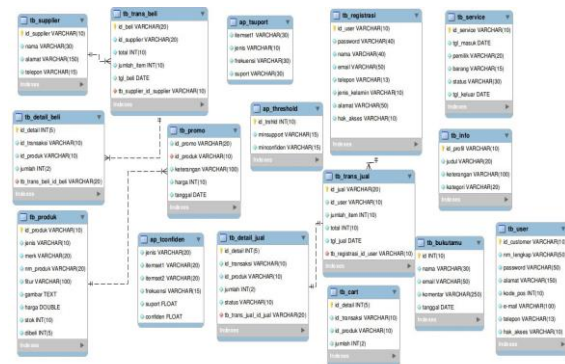 tb_supplier
id_supplier VARCHAR(10)
nama VARCHAR(30)
alamat VARCHAR(150)
telepon VARCHAR(15)
Indexes
tb_trans_beli
id_beli VARCHAR(20)
id_supplier VARCHAR(20)
total INT(10)
jumlah_item INT(10)
tgl_beli DATE
tb_supplier_id_supplier VARCHAR(10)
Indexes
ap_tsuport
itemset1 VARCHAR(30)
jenis VARCHAR(10)
frekuensi VARCHAR(30)
suport VARCHAR(30)
Indexes
tb_registrasi
id_user VARCHAR(10)
password VARCHAR(40)
nama VARCHAR(40)
email VARCHAR(50)
telepon VARCHAR(13)
jenis_kelamin VARCHAR(10)
alamat VARCHAR(50)
hak_akses VARCHAR(10)
Indexes
tb_service
id_service VARCHAR(10)
tgl_masuk DATE
pemilik VARCHAR(20)
barang VARCHAR(15)
status VARCHAR(30)
tgl_keluar DATE
Indexes
tb_detail_beli
id_detail INT(5)
id_transaksi VARCHAR(20)
id_produk VARCHAR(10)
jumlah INT(2)
tb_trans_beli_id_beli VARCHAR(20)
Indexes
tb_promo
id_promo VARCHAR(20)
id_produk VARCHAR(10)
keterangan VARCHAR(100)
harga INT(10)
tanggal DATE
Indexes
ap_threshold
id_trshld INT(10)
minsupport VARCHAR(15)
minconfiden VARCHAR(15)
Indexes
tb_info
id_profil VARCHAR(10)
judul VARCHAR(20)
keterangan VARCHAR(100)
kategori VARCHAR(20)
Indexes
tb_trans_jual
id_jual VARCHAR(20)
id_user VARCHAR(10)
jumlah_item INT(10)
total INT(10)
tgl_jual DATE
tb_registrasi_id_user VARCHAR(10)
Indexes
tb_produk
id_produk VARCHAR(10)
jenis VARCHAR(10)
merk VARCHAR(20)
nm_produk VARCHAR(20)
fitur VARCHAR(100)
gambar TEXT
harga DOUBLE
stok INT(10)
dibeli INT(5)
Indexes
ap_tconfiden
jenis VARCHAR(20)
itemset1 VARCHAR(20)
itemset2 VARCHAR(20)
frekuensi VARCHAR(15)
suport FLOAT
confiden FLOAT
Indexes
tb_detail_jual
id_detail INT(5)
id_transaksi VARCHAR(10)
id_produk VARCHAR(10)
jumlah INT(2)
status VARCHAR(10)
tb_trans_jual_id_jual VARCHAR(20)
Indexes
tb_cart
id_detail INT(5)
id_transaksi VARCHAR(10)
id_produk VARCHAR(10)
jumlah INT(2)
Indexes
tb_bukutamu
id INT(10)
nama VARCHAR(30)
email VARCHAR(50)
komentar VARCHAR(250)
tanggal DATE
Indexes
tb_user
id_customer VARCHAR(10)
nm_lengkap VARCHAR(50)
password VARCHAR(50)
alamat VARCHAR(150)
kode_pos INT(10)
e-mail VARCHAR(100)
telepon VARCHAR(13)
hak_akses VARCHAR(10)
Indexes